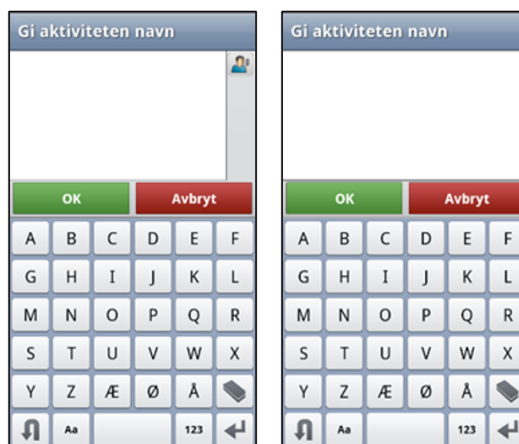 Gi aktiviteten navn
OK Avbryt
A B C D E F
G H I J K L
M N O P Q R
S T U V W X
Y Z Æ Ø Å
Aa 123
Gi aktiviteten navn
OK Avbryt
A B C D E F
G H I J K L
M N O P Q R
S T U V W X
Y Z Æ Ø Å
Aa 123